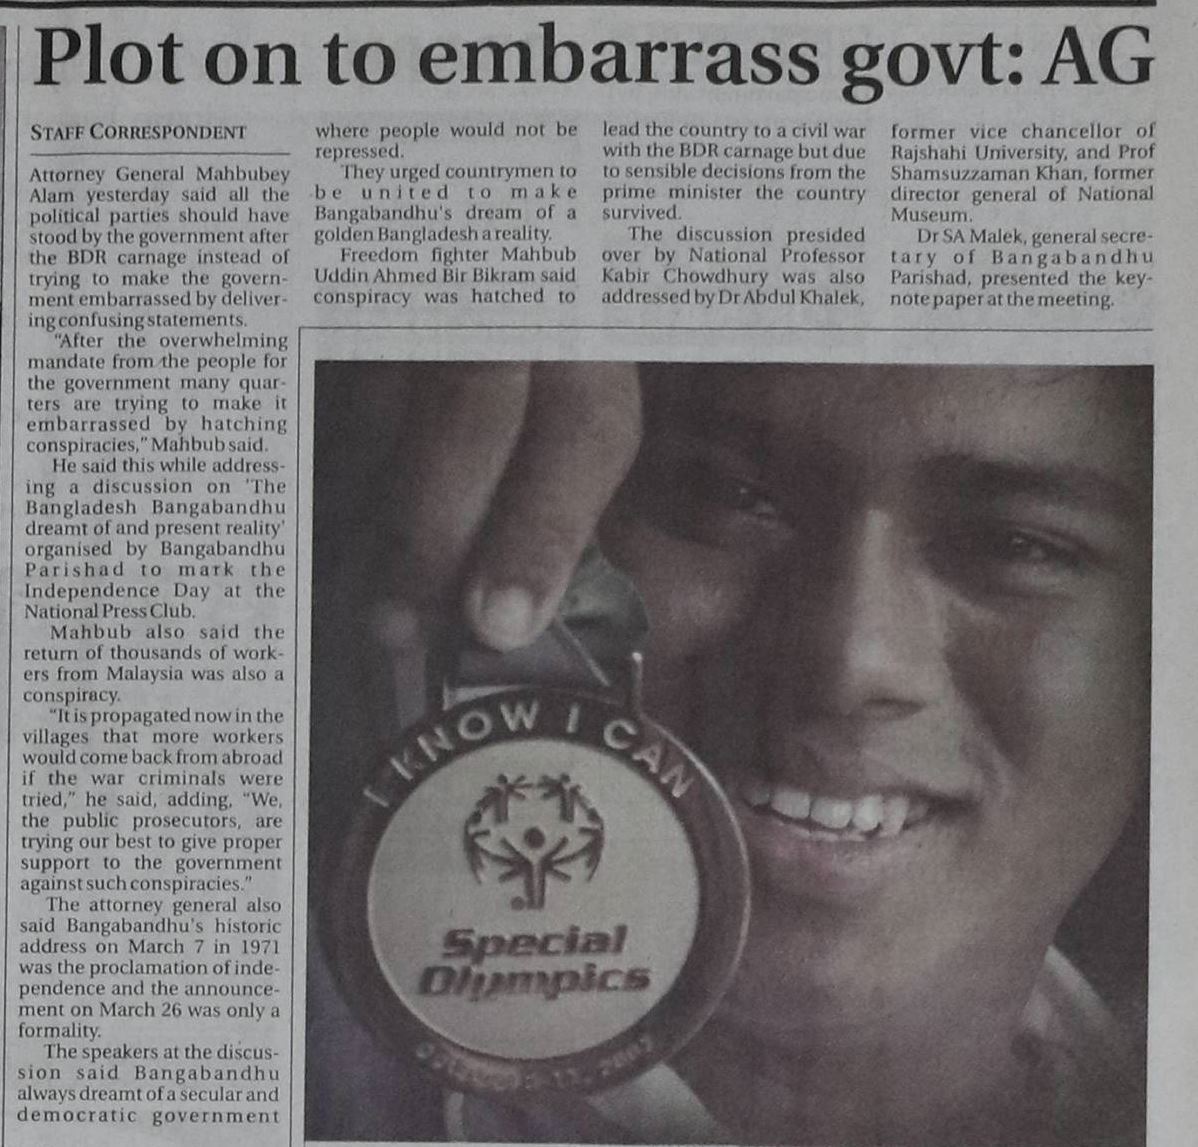 Plot on to embarrass govt: AG
STAFF CORRESPONDENT
Attorney General Mahbubey
Alam yesterday said all the
political parties should have
stood by the government after
the BDR carnage instead of
trying to make the govern-
ment embarrassed by deliver-
ing confusing statements.
"After the overwhelming
mandate from the people for
the government many quar-
ters are trying to make it
embarrassed by hatching
conspiracies," Mahbub said.
He said this while address-
ing a discussion on 'The
Bangladesh Bangabandhu
dreamt of and present reality'
organised by Bangabandhu
Parishad to mark the
Independence Day at the
National Press Club.
Mahbub also said the
return of thousands of work-
ers from Malaysia was also a
conspiracy.
"It is propagated now in the
villages that more workers
would come back from abroad
if the war criminals were
tried," he said, adding, "We,
the public prosecutors, are
trying our best to give proper
support to the government
against such conspiracies."
The attorney general also
said Bangabandhu's historic
address on March 7 in 1971
was the proclamation of inde-
pendence and the announce-
ment on March 26 was only a
formality.
The speakers at the discus-
sion said Bangabandhu
always dreamt of a secular and
democratic government
where people would not be
repressed.
They urged countrymen to
be united to make
Bangabandhu's dream of a
golden Bangladesh a reality.
Freedom fighter Mahbub
Uddin Ahmed Bir Bikram said
conspiracy was hatched to
lead the country to a civil war
with the BDR carnage but due
to sensible decisions from the
prime minister the country
survived.
The discussion presided
over by National Professor
Kabir Chowdhury was also
addressed by Dr Abdul Khalek,
former vice chancellor of
Rajshahi University, and Prof
Shamsuzzaman Khan, former
director general of National
Museum.
Dr SA Malek, general secre-
tary of Bangabandhu
Parishad, presented the key-
note paper at the meeting.
I KNOW I CAN
Special
Olympics